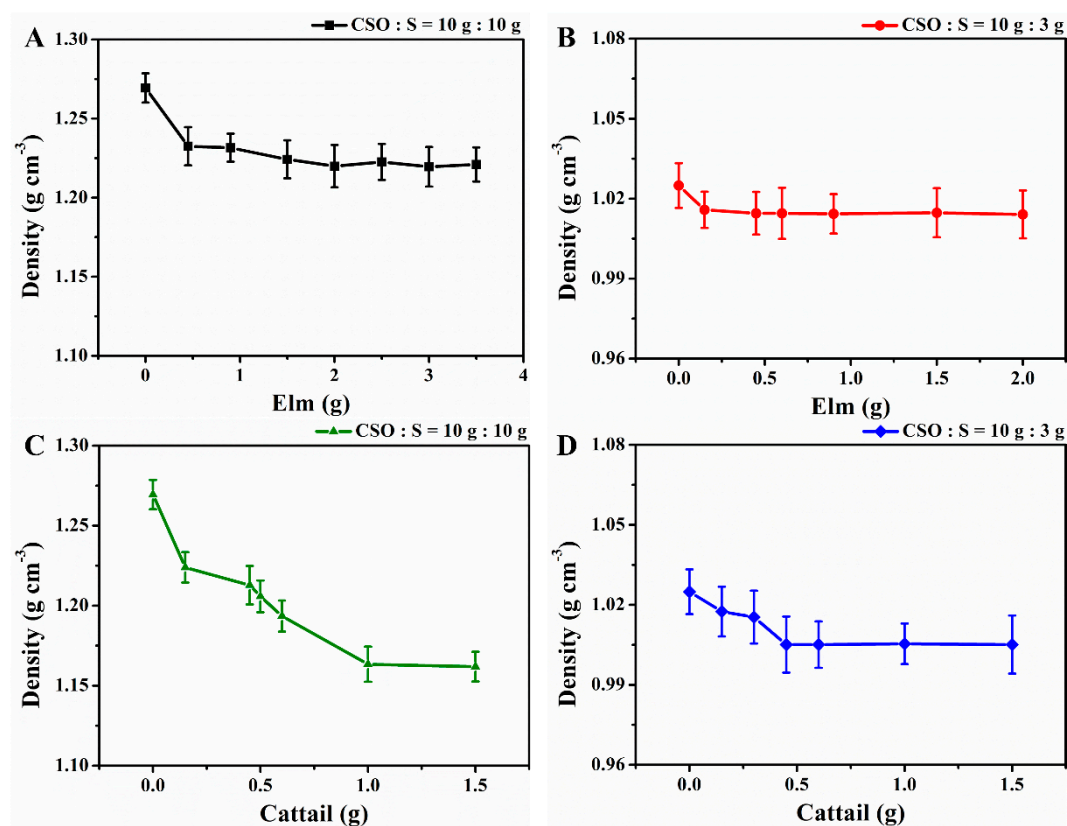 A
CSO : S = 10 g : 10 g
1.30
1.25
1.20
1.15
1.10
Density (g cm⁻³)
0
1
2
3
4
Elm (g)
B
CSO : S = 10 g : 3 g
1.08
1.05
1.02
0.99
0.96
Density (g cm⁻³)
0.0
0.5
1.0
1.5
2.0
Elm (g)
C
CSO : S = 10 g : 10 g
1.30
1.25
1.20
1.15
1.10
Density (g cm⁻³)
0.0
0.5
1.0
1.5
Cattail (g)
D
CSO : S = 10 g : 3 g
1.08
1.05
1.02
0.99
0.96
Density (g cm⁻³)
0.0
0.5
1.0
1.5
Cattail (g)